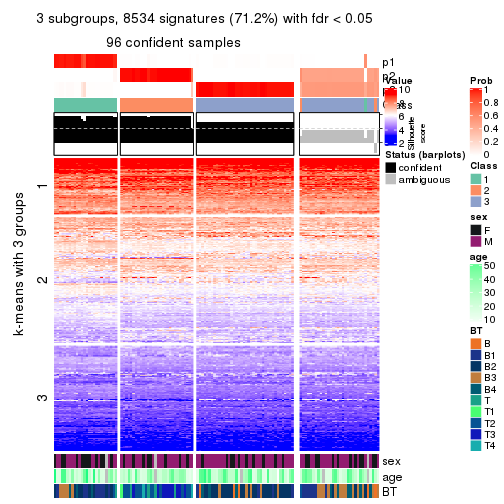 3 subgroups, 8534 signatures (71.2%) with fdr < 0.05
96 confident samples
p1
p2
p3
Class
Silhouette
score
Value
10
8
6
4
2
Status (barplots)
confident
ambiguous
Prob
1
0.8
0.6
0.4
0.2
0
Class
1
2
3
sex
F
M
age
50
40
30
20
10
BT
B
B1
B2
B3
B4
T
T1
T2
T3
T4
k-means with 3 groups
1
2
3
sex
age
BT